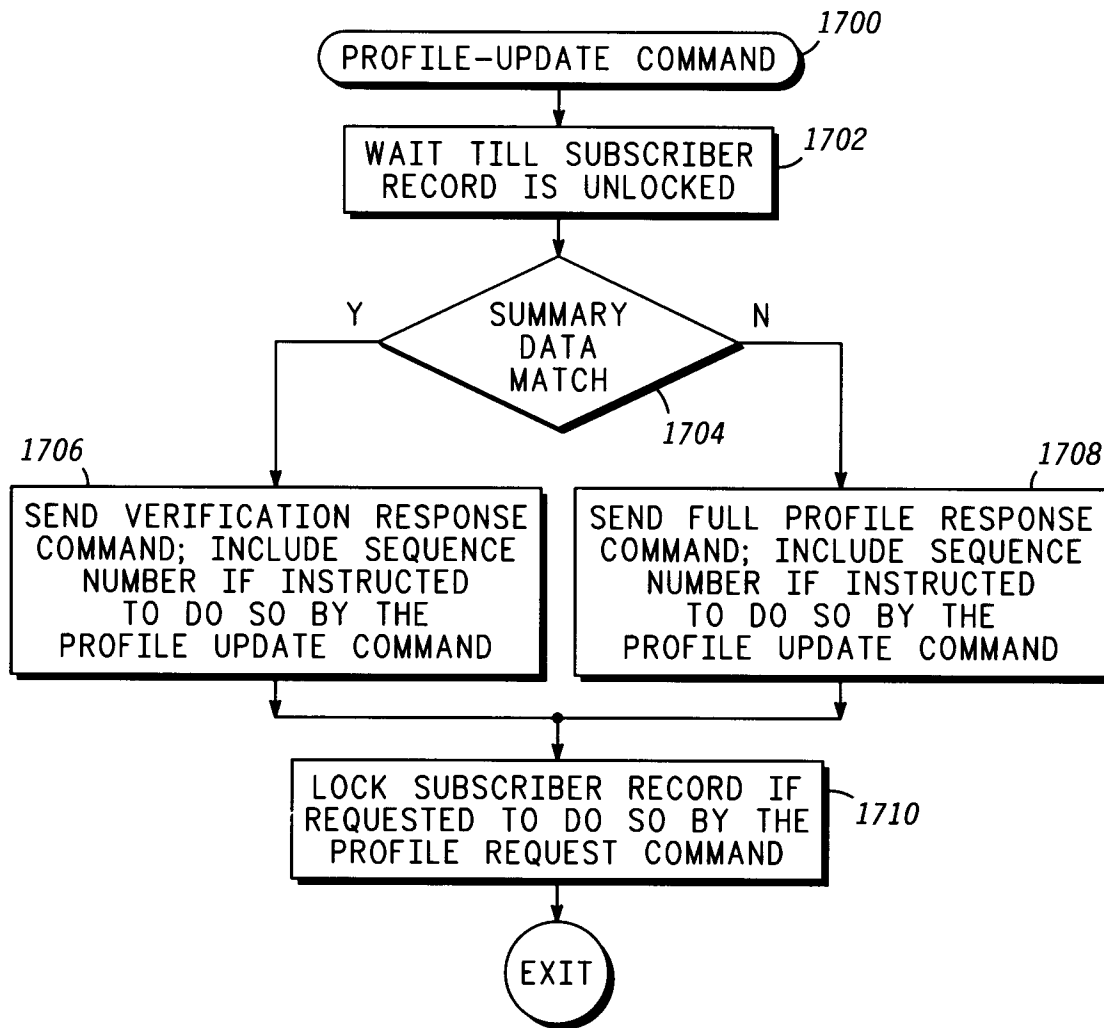 1700
PROFILE-UPDATE COMMAND
1702
WAIT TILL SUBSCRIBER
RECORD IS UNLOCKED
Y
N
SUMMARY
DATA
MATCH
1704
1706
SEND VERIFICATION RESPONSE
COMMAND; INCLUDE SEQUENCE
NUMBER IF INSTRUCTED
TO DO SO BY THE
PROFILE UPDATE COMMAND
1708
SEND FULL PROFILE RESPONSE
COMMAND; INCLUDE SEQUENCE
NUMBER IF INSTRUCTED
TO DO SO BY THE
PROFILE UPDATE COMMAND
LOCK SUBSCRIBER RECORD IF
REQUESTED TO DO SO BY THE
PROFILE REQUEST COMMAND
1710
EXIT